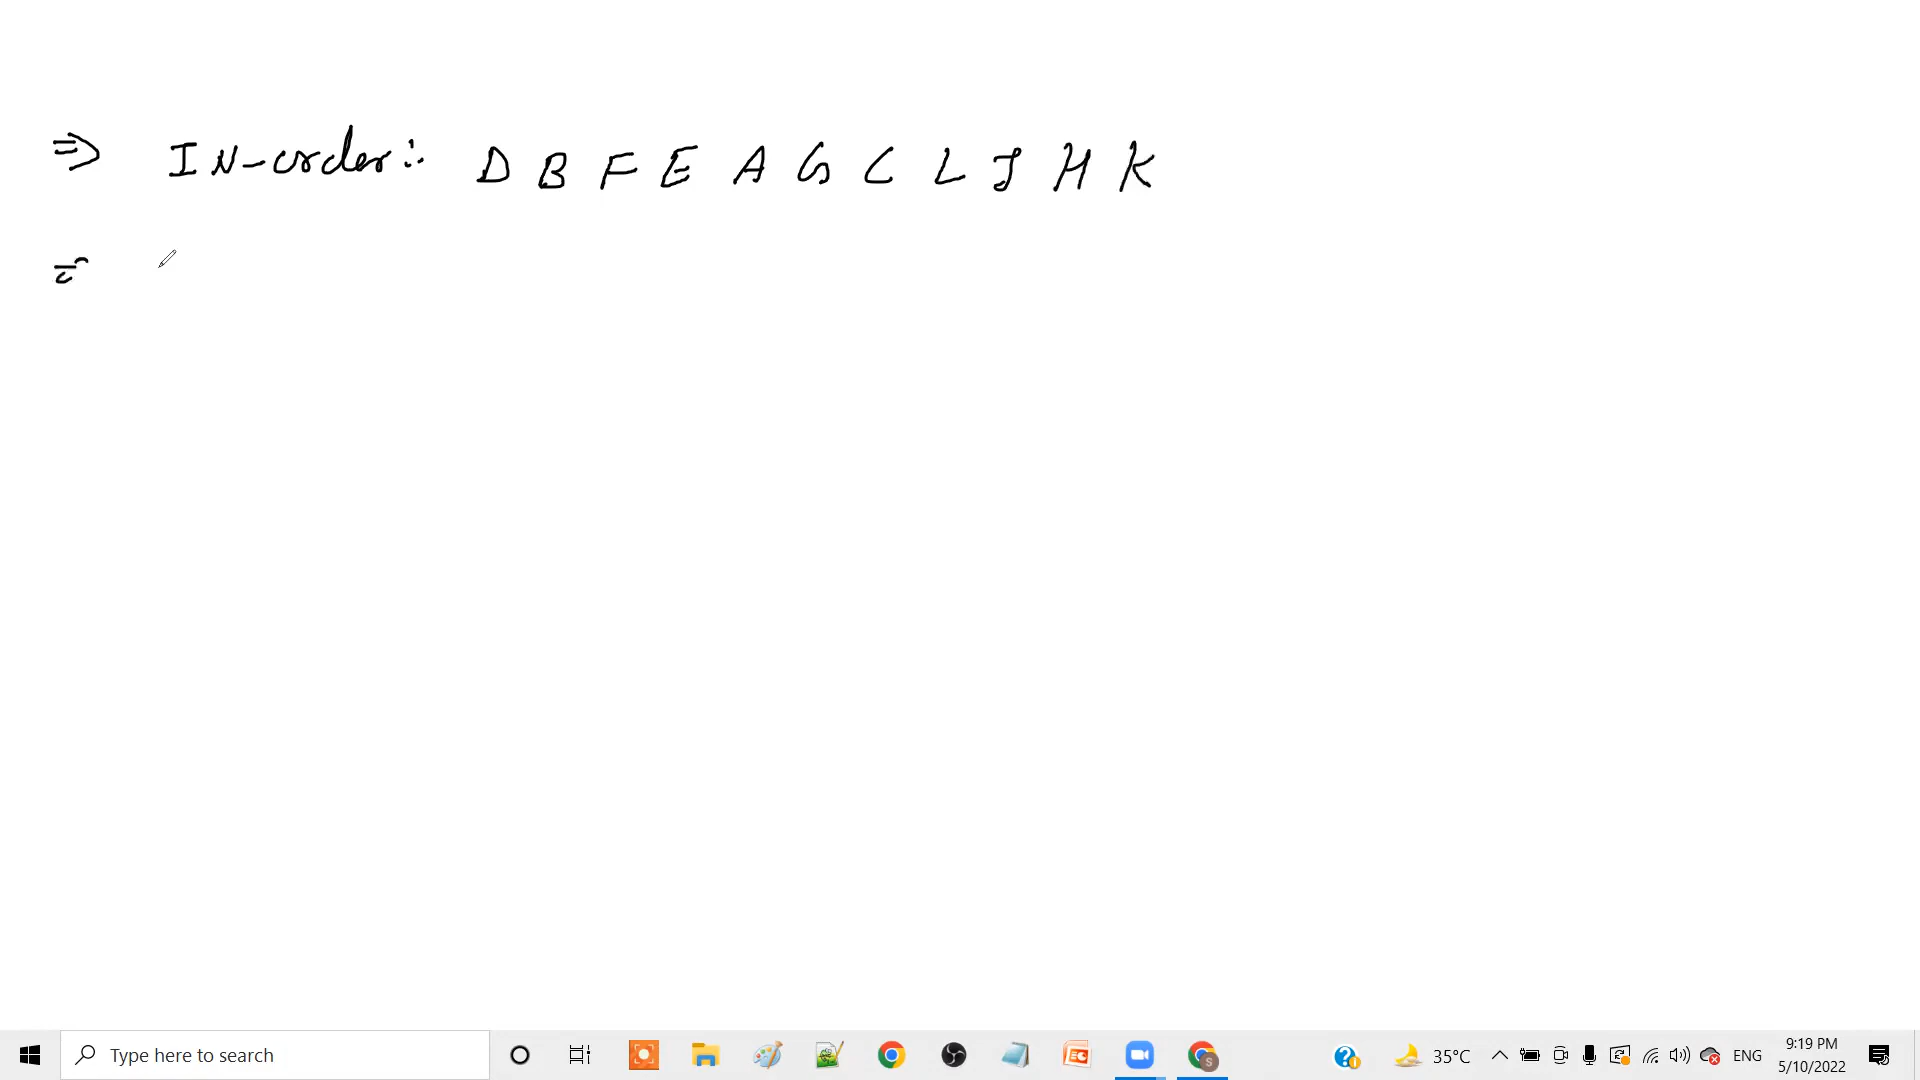 ⇒ IN-order:- D B F E A G C L J H K
Type here to search
35°C
ENG
9:19 PM
5/10/2022